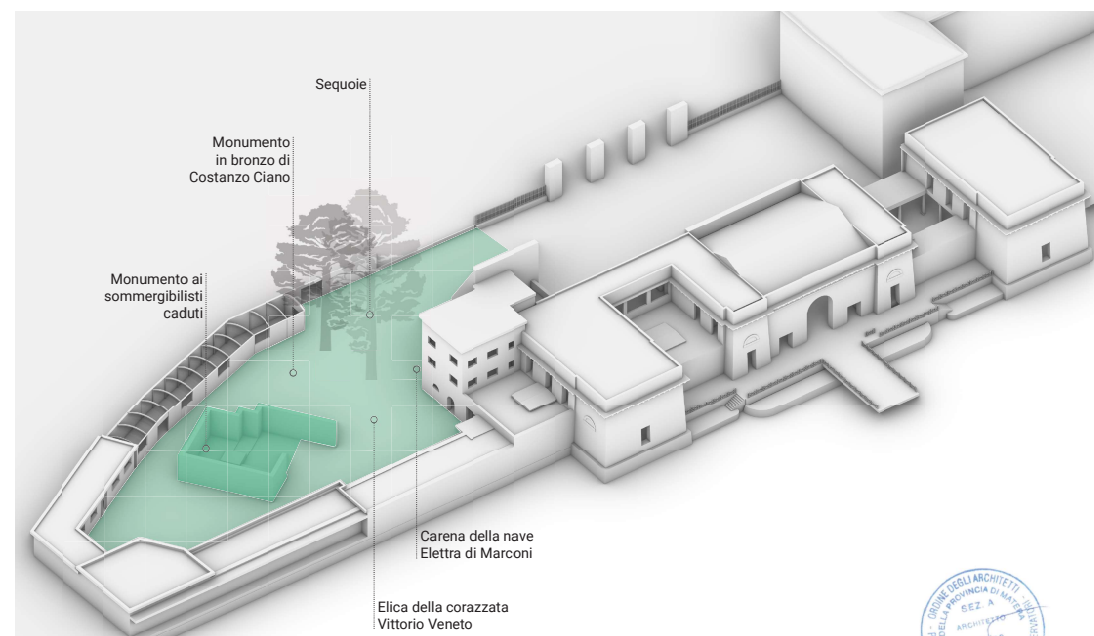 Sequoie
Monumento
in bronzo di
Costanzo Ciano
Monumento ai
sommergibilisti
caduti
Carena della nave
Elettra di Marconi
Elica della corazzata
Vittorio Veneto
ORDINE DEGLI ARCHITETTI
DELLA PROVINCIA DI MATERA
SEZ. A
ARCHITETTO